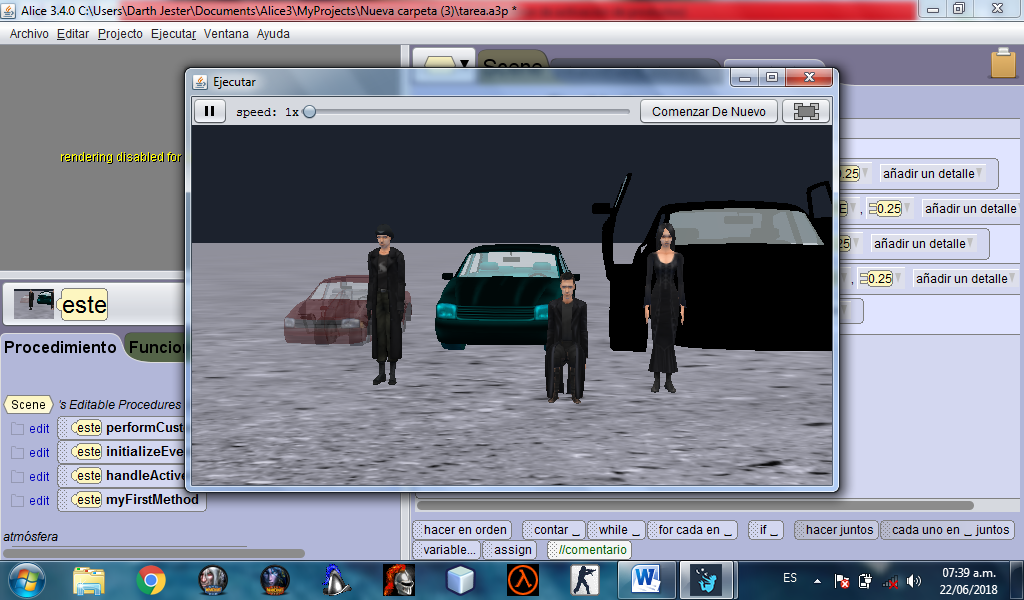 Alice 3.4.0 C:\Users\Darth Jester\Documents\Alice3\MyProjects\Nueva carpeta (3)\tarea.a3p *
Archivo Editar Proyecto Ejecutar Ventana Ayuda
Scene
Ejecutar
speed: 1x
Comenzar De Nuevo
rendering disabled for
0.25 añadir un detalle
0.25 añadir un detalle
25 añadir un detalle
0.25 añadir un detalle
este
Procedimiento Funcio
Scene 's Editable Procedures
edit este performCust
edit este initializeEve
edit este handleActive
edit este myFirstMethod
atmósfera
hacer en orden contar _ while _ for cada en _ if _ hacer juntos cada uno en _ juntos
variable... assign //comentario
ES
07:39 a.m.
22/06/2018